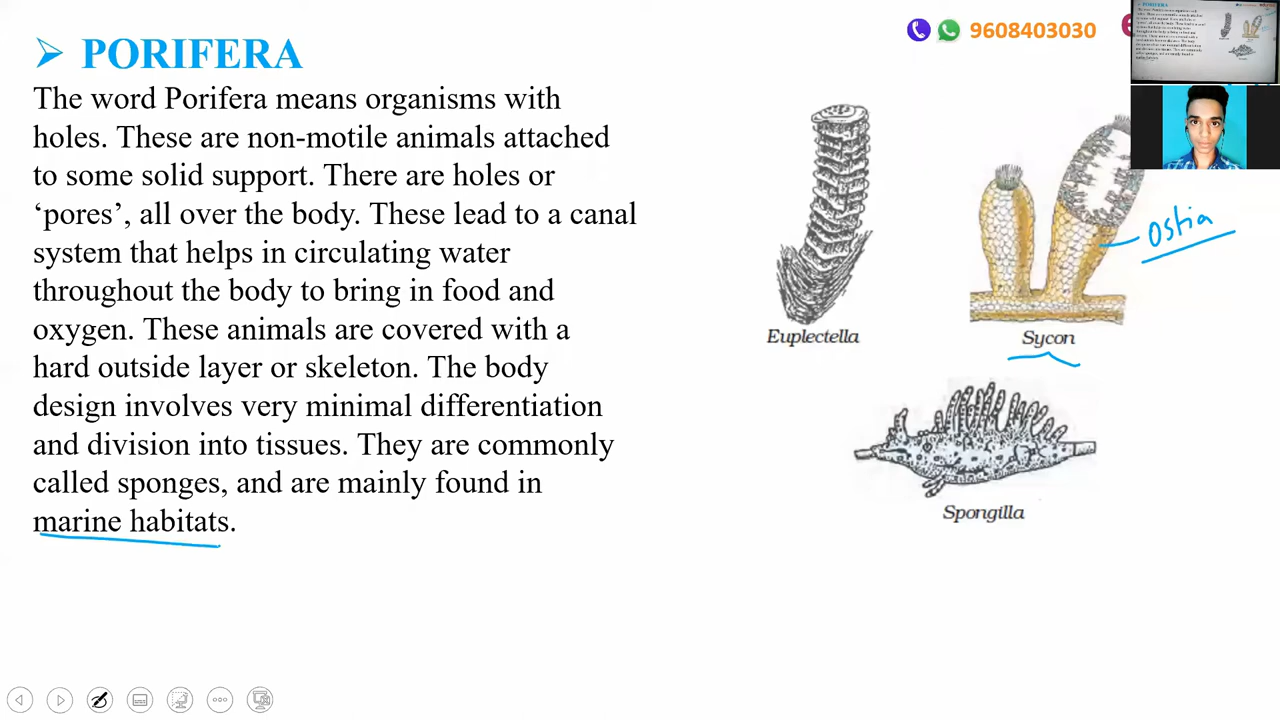 PORIFERA
9608403030
The word Porifera means organisms with
holes. These are non-motile animals attached
to some solid support. There are holes or
‘pores’, all over the body. These lead to a canal
system that helps in circulating water
throughout the body to bring in food and
oxygen. These animals are covered with a
hard outside layer or skeleton. The body
design involves very minimal differentiation
and division into tissues. They are commonly
called sponges, and are mainly found in
marine habitats.
Ostia
Euplectella
Sycon
Spongilla